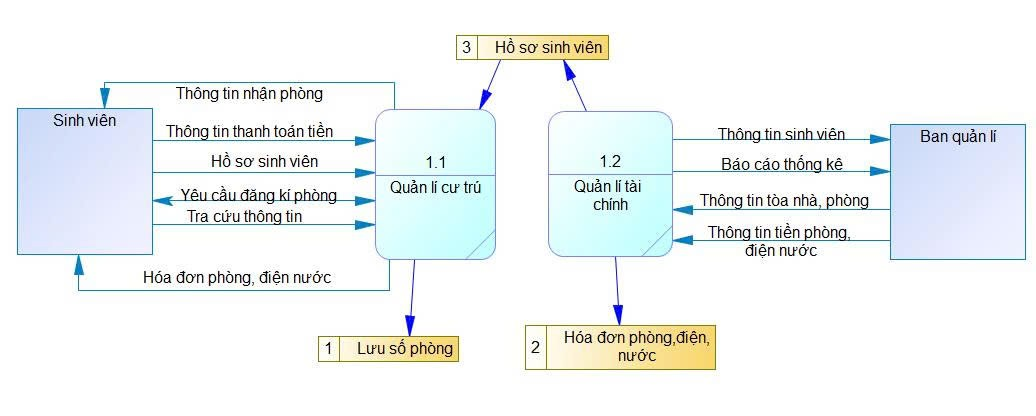 3 Hồ sơ sinh viên
Thông tin nhận phòng
Sinh viên
Thông tin thanh toán tiền
Hồ sơ sinh viên
Yêu cầu đăng kí phòng
Tra cứu thông tin
Hóa đơn phòng, điện nước
1.1
Quản lí cư trú
1.2
Quản lí tài
chính
Thông tin sinh viên
Báo cáo thống kê
Thông tin tòa nhà, phòng
Thông tin tiền phòng,
điện nước
Ban quản lí
1 Lưu số phòng
2 Hóa đơn phòng,điện,
nước